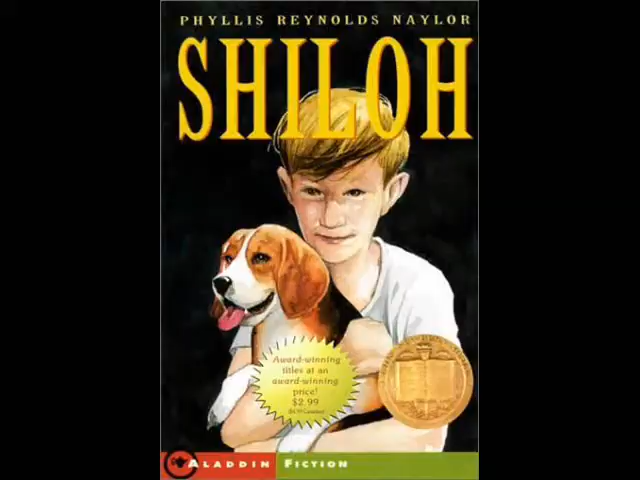 PHYLLIS REYNOLDS NAYLOR
SHILOH
Award-winning
titles at an
award-winning
price!
$2.99
ALADDIN FICTION